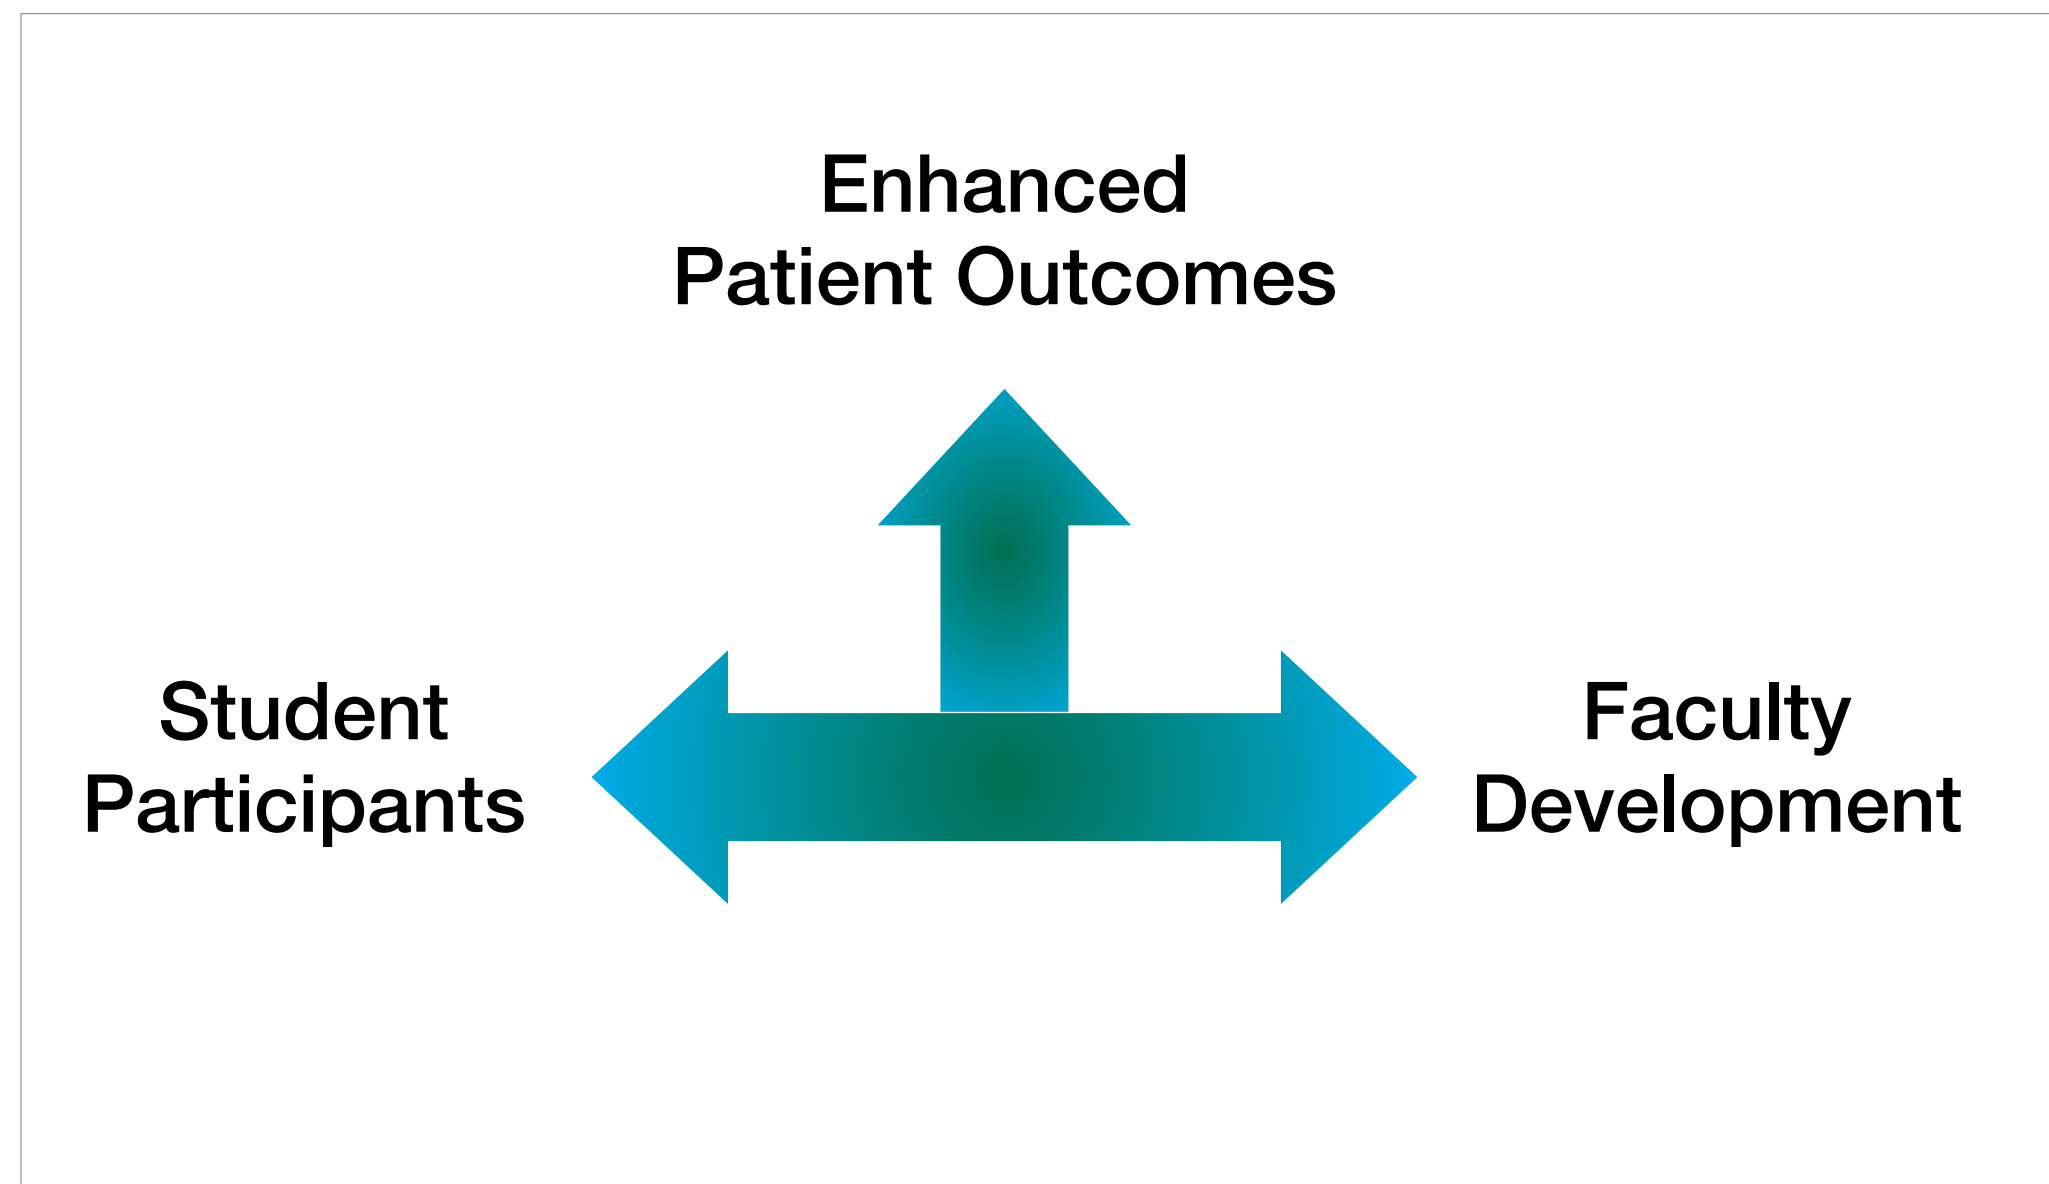 Enhanced
Patient Outcomes
Student
Participants
Faculty
Development